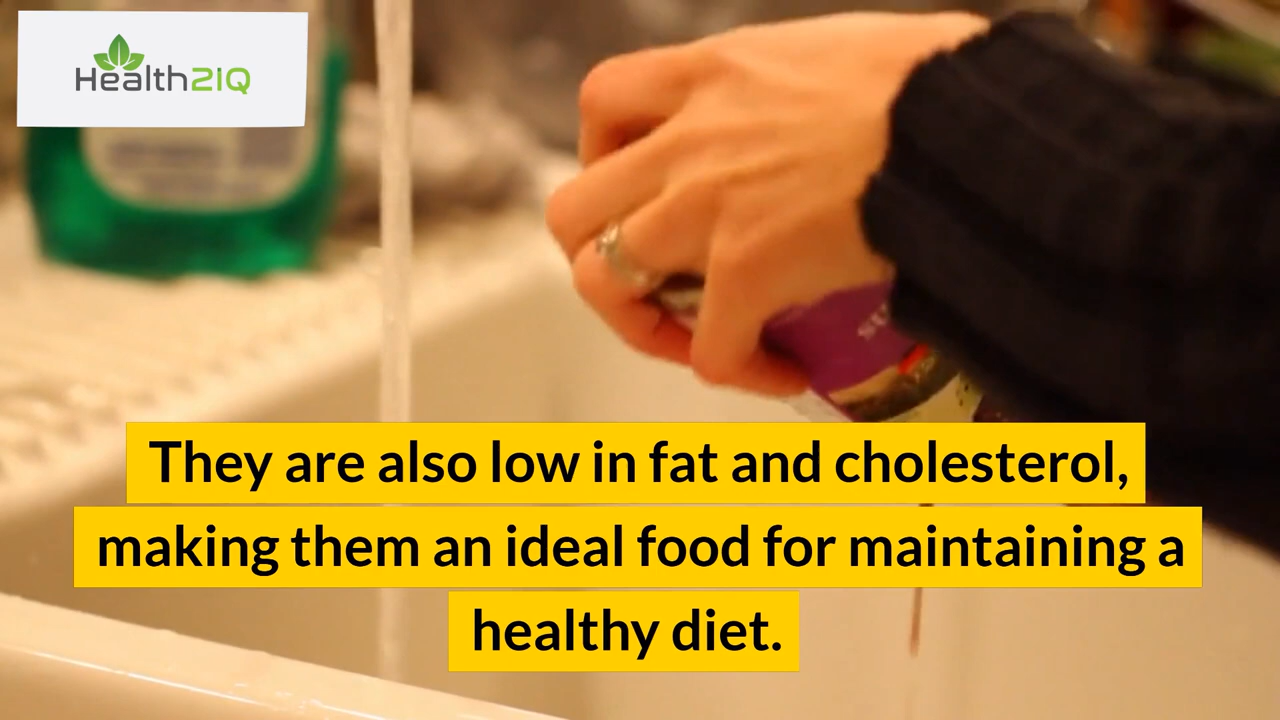 Health2IQ
They are also low in fat and cholesterol,
making them an ideal food for maintaining a
healthy diet.